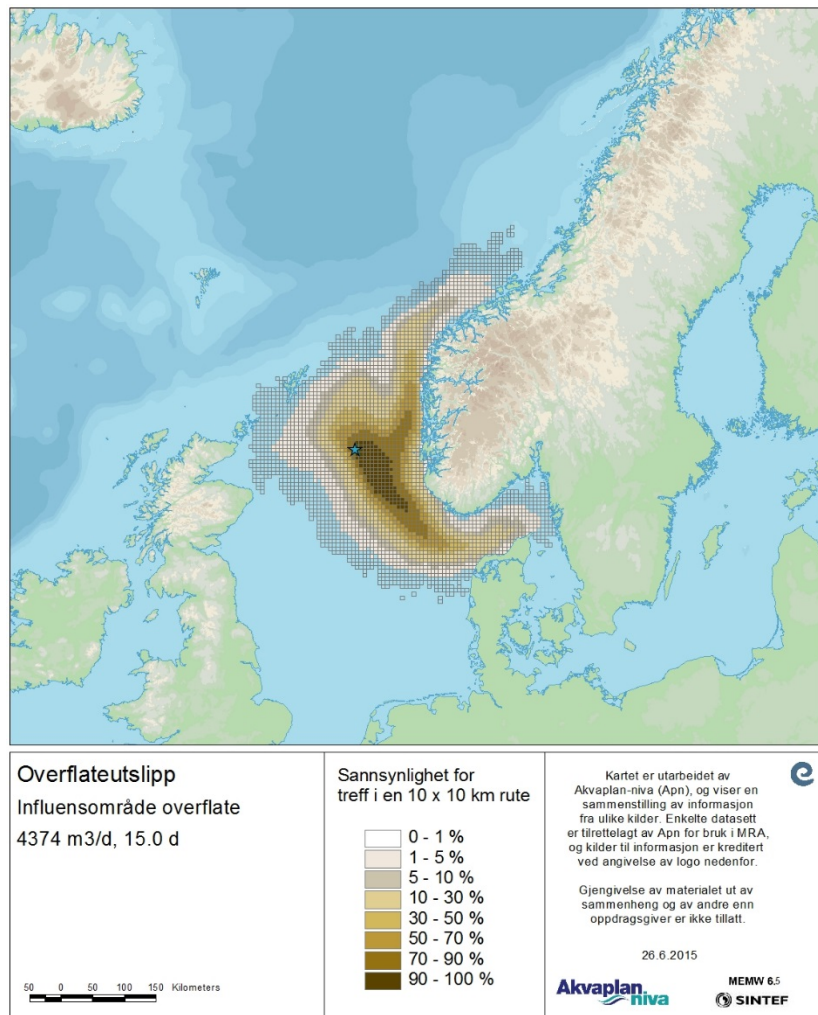 Overflateutslipp
Influensområde overflate
4374 m3/d, 15.0 d
50 0 50 100 150 Kilometers
Sannsynlighet for
treff i en 10 x 10 km rute
0 - 1 %
1 - 5 %
5 - 10 %
10 - 30 %
30 - 50 %
50 - 70 %
70 - 90 %
90 - 100 %
Kartet er utarbeidet av
Akvaplan-niva (Apn), og viser en
sammenstilling av informasjon
fra ulike kilder. Enkelte datasett
er tilrettelagt av Apn for bruk i MRA,
og kilder til informasjon er kreditert
ved angivelse av logo nedenfor.
Gjengivelse av materialet ut av
sammenheng og av andre enn
oppdragsgiver er ikke tillatt.
26.6.2015
Akvaplan
niva
MEMW 6.5
SINTEF